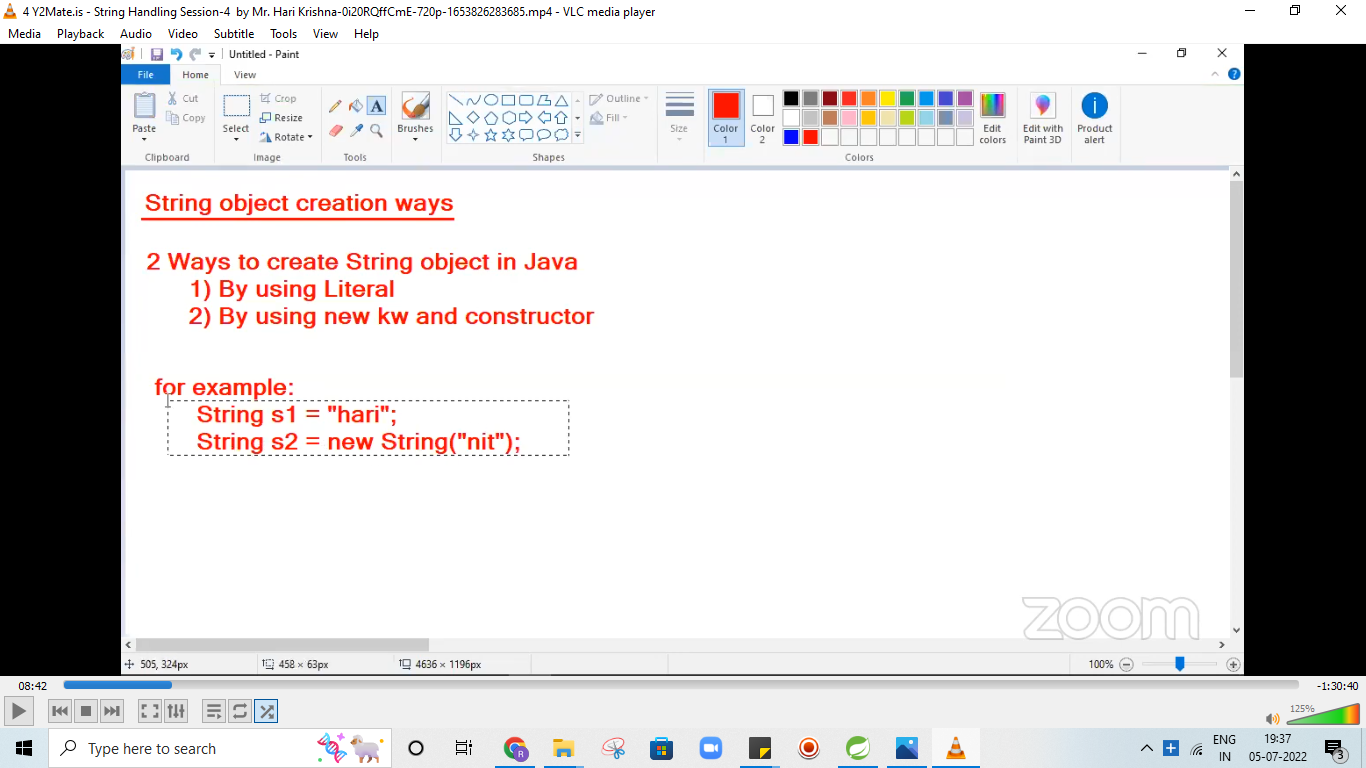 4 Y2Mate.is - String Handling Session-4 by Mr. Hari Krishna-0i20RQffCmE-720p-1653826283685.mp4 - VLC media player
Media Playback Audio Video Subtitle Tools View Help
Untitled - Paint
File Home View
Paste
Cut
Copy
Clipboard
Select
Crop
Resize
Rotate
Image
A
Tools
Brushes
Shapes
Outline
Fill
Size
Color 1
Color 2
Edit colors
Colors
Edit with Paint 3D
Product alert
String object creation ways
2 Ways to create String object in Java
1) By using Literal
2) By using new kw and constructor
for example:
String s1 = "hari";
String s2 = new String("nit");
zoom
505, 324px 458 × 63px 4636 × 1196px 100%
08:42 -1:30:40
125%
Type here to search
ENG
IN
19:37
05-07-2022
3